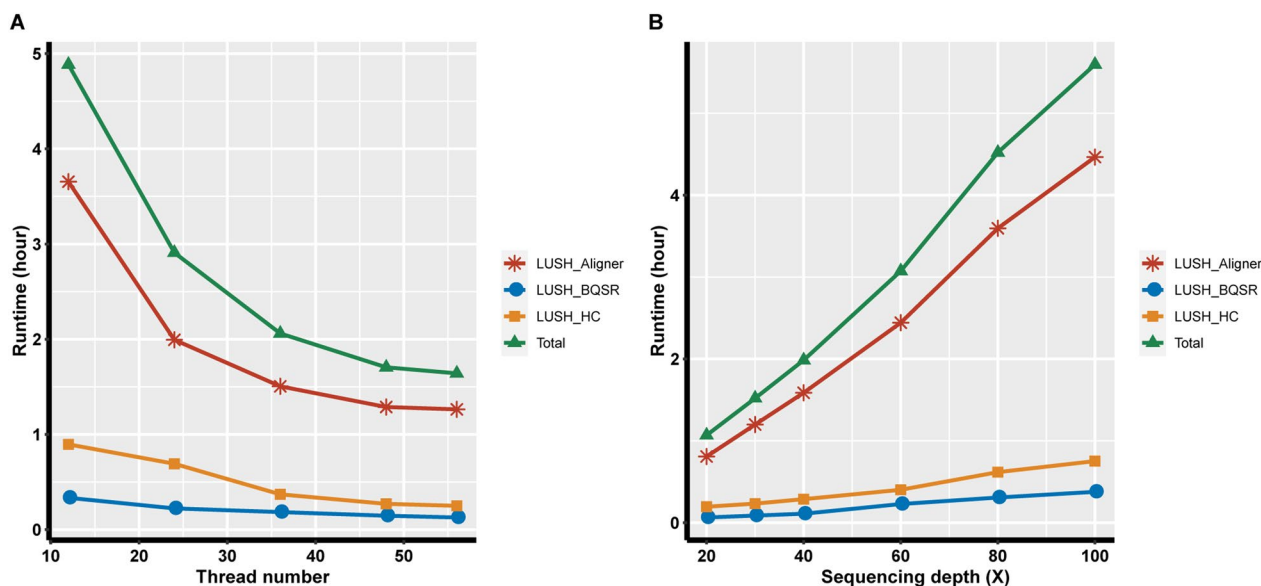 A
Runtime (hour)
5
4
3
2
1
0
10 20 30 40 50
Thread number
LUSH_Aligner
LUSH_BQSR
LUSH_HC
Total
B
Runtime (hour)
4
2
0
20 40 60 80 100
Sequencing depth (X)
LUSH_Aligner
LUSH_BQSR
LUSH_HC
Total